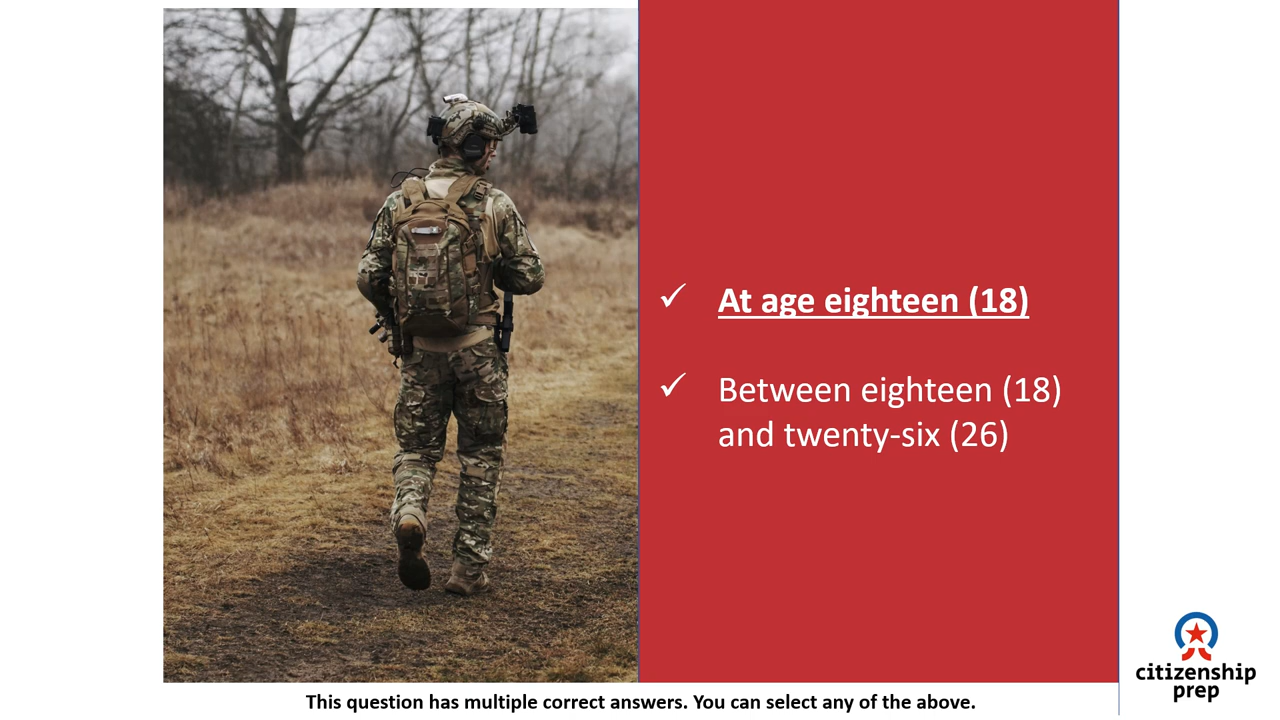 At age eighteen (18)
Between eighteen (18)
and twenty-six (26)
This question has multiple correct answers. You can select any of the above.
citizenship
prep